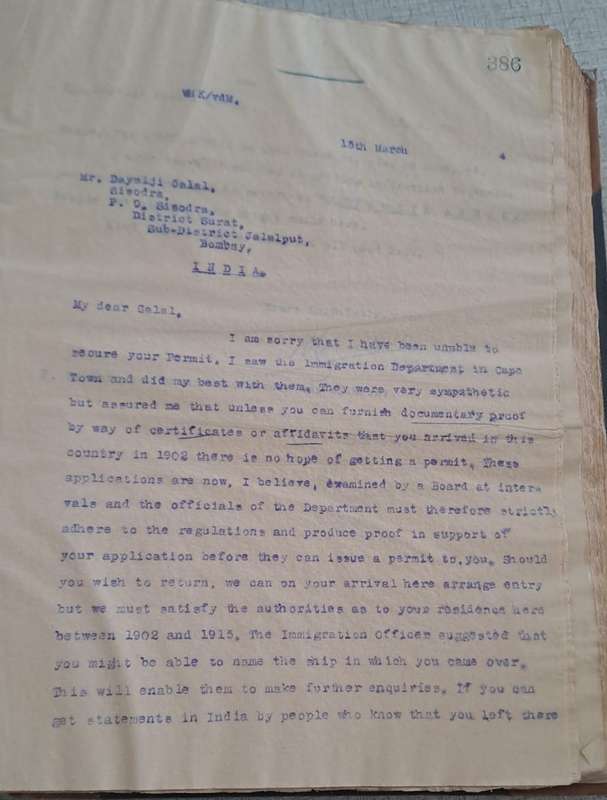 386
WHK/vdM.
15th March 4
Mr. Dayalji Calal,
Sisodra,
P. O. Sisodra,
District Surat,
Sub-District Jalalput,
Bombay,
I N D I A.
My dear Calal,
I am sorry that I have been unable to
secure your Permit. I saw the Immigration Department in Cape
Town and did my best with them. They were very sympathetic
but assured me that unless you can furnish documentary proof
by way of certificates or affidavits that you arrived in this
country in 1902 there is no hope of getting a permit. These
applications are now, I believe, examined by a Board at inter
vals and the officials of the Department must therefore strictly
adhere to the regulations and produce proof in support of
your application before they can issue a permit to you. Should
you wish to return, we can on your arrival here arrange entry
but we must satisfy the authorities as to your residence here
between 1902 and 1915. The Immigration Officer suggested that
you might be able to name the ship in which you came over.
This will enable them to make further enquiries. If you can
get statements in India by people who know that you left there